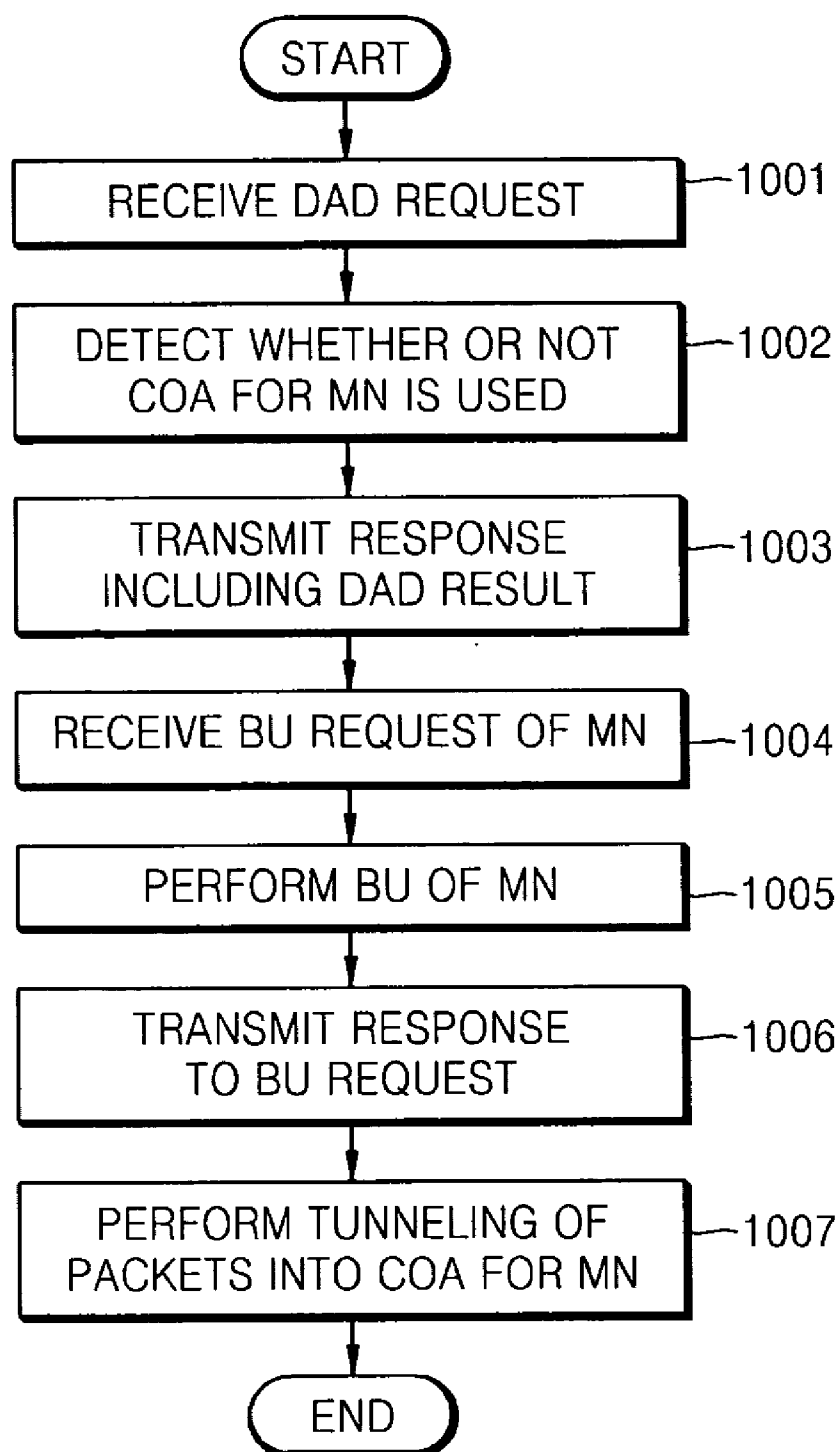 START
RECEIVE DAD REQUEST
1001
DETECT WHETHER OR NOT
COA FOR MN IS USED
1002
TRANSMIT RESPONSE
INCLUDING DAD RESULT
1003
RECEIVE BU REQUEST OF MN
1004
PERFORM BU OF MN
1005
TRANSMIT RESPONSE
TO BU REQUEST
1006
PERFORM TUNNELING OF
PACKETS INTO COA FOR MN
1007
END